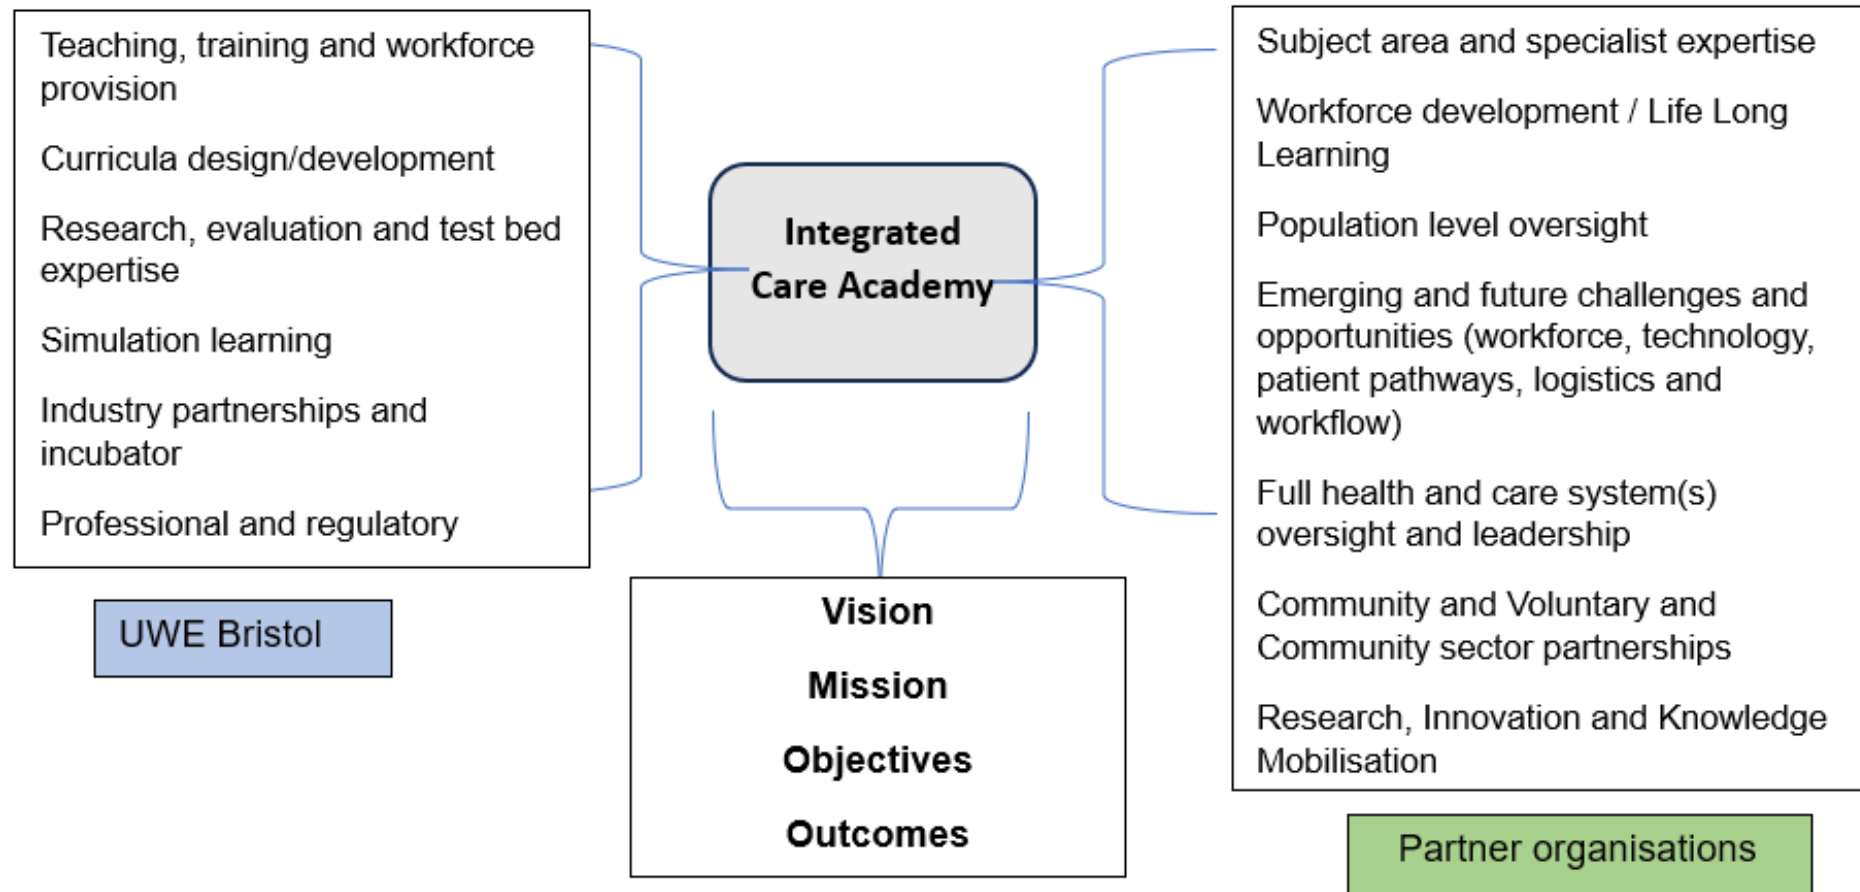 Teaching, training and workforce
provision
Curricula design/development
Research, evaluation and test bed
expertise
Simulation learning
Industry partnerships and
incubator
Professional and regulatory
UWE Bristol
Integrated
Care Academy
Vision
Mission
Objectives
Outcomes
Subject area and specialist expertise
Workforce development / Life Long
Learning
Population level oversight
Emerging and future challenges and
opportunities (workforce, technology,
patient pathways, logistics and
workflow)
Full health and care system(s)
oversight and leadership
Community and Voluntary and
Community sector partnerships
Research, Innovation and Knowledge
Mobilisation
Partner organisations